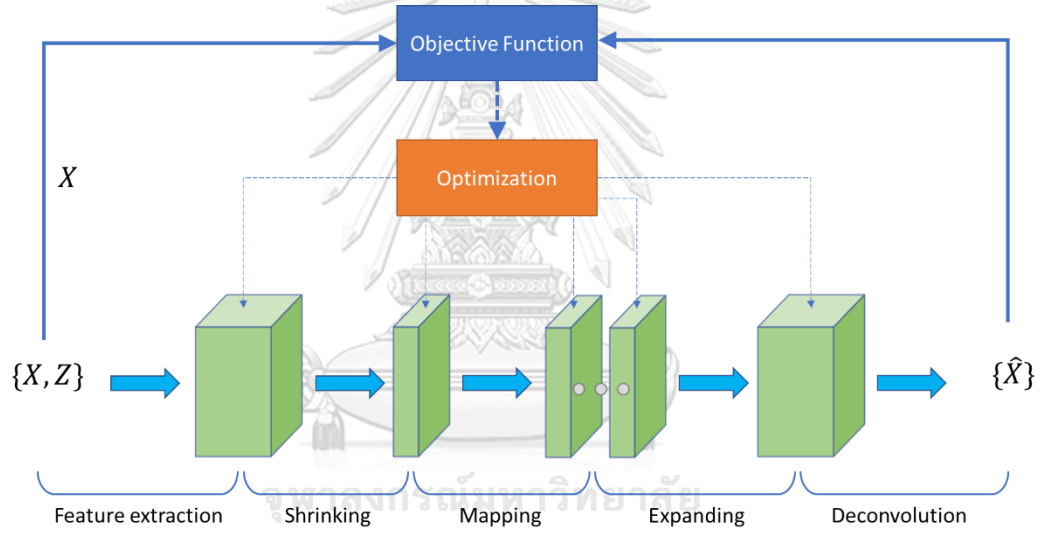 Objective Function
X
Optimization
{X, Z}
{X̂}
จุฬาลงกรณ์มหาวิทยาลัย
Feature extraction
Shrinking
Mapping
Expanding
Deconvolution